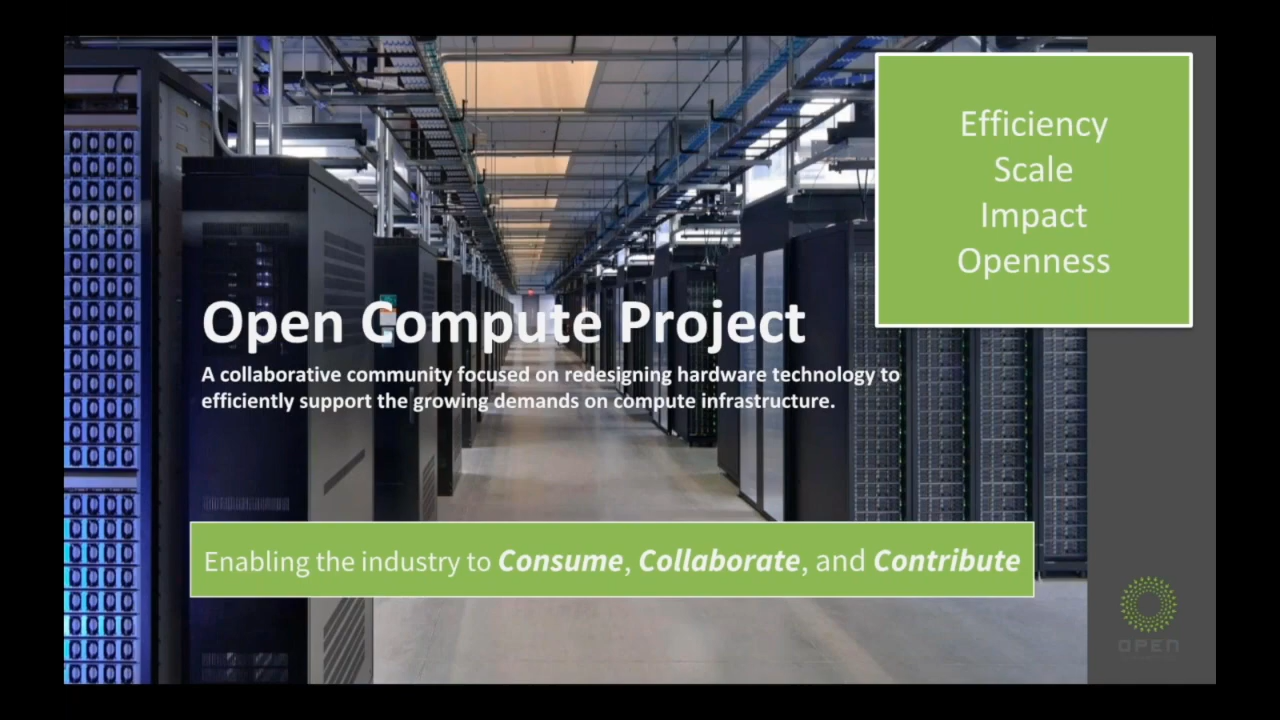 Efficiency
Scale
Impact
Openness
Open Compute Project
A collaborative community focused on redesigning hardware technology to
efficiently support the growing demands on compute infrastructure.
Enabling the industry to Consume, Collaborate, and Contribute
OPEN